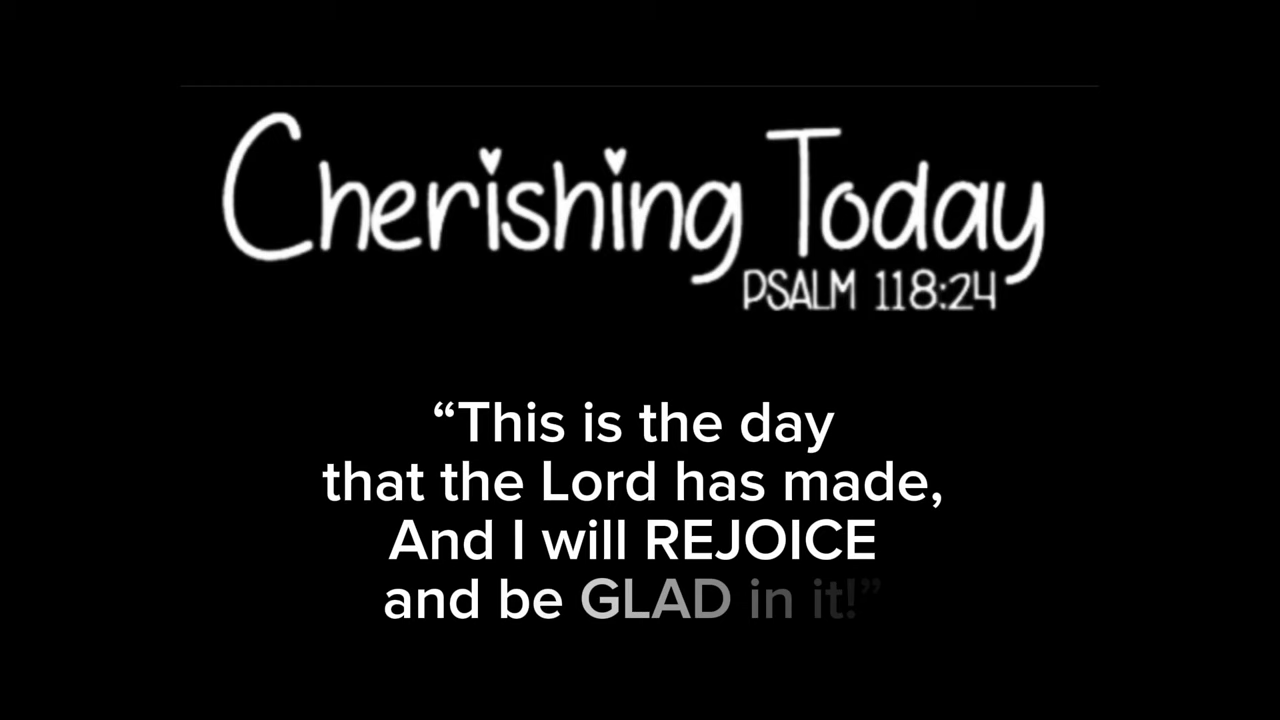 Cherishing Today
PSALM 118:24
“This is the day
that the Lord has made,
And I will REJOICE
and be GLAD in it!”